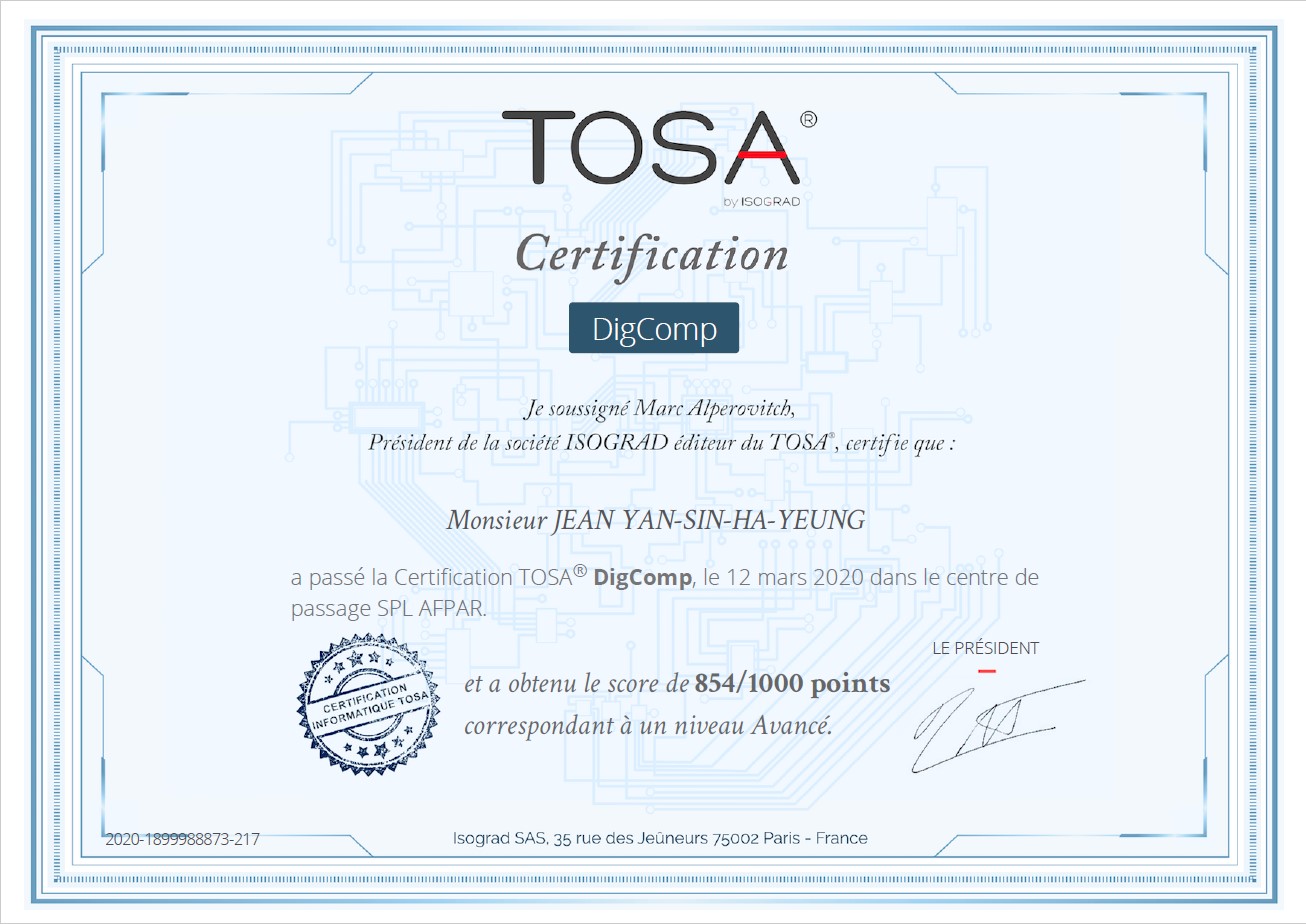 TOSA®
by ISOGRAD
Certification
DigComp
Je soussigné Marc Alperovitch,
Président de la société ISOGRAD éditeur du TOSA®, certifie que :
Monsieur JEAN YAN-SIN-HA-YEUNG
a passé la Certification TOSA® DigComp, le 12 mars 2020 dans le centre de
passage SPL AFPAR.
CERTIFICATION
INFORMATIQUE TOSA
et a obtenu le score de 854/1000 points
correspondant à un niveau Avancé.
LE PRÉSIDENT
2020-1899988873-217
Isograd SAS, 35 rue des Jeûneurs 75002 Paris - France